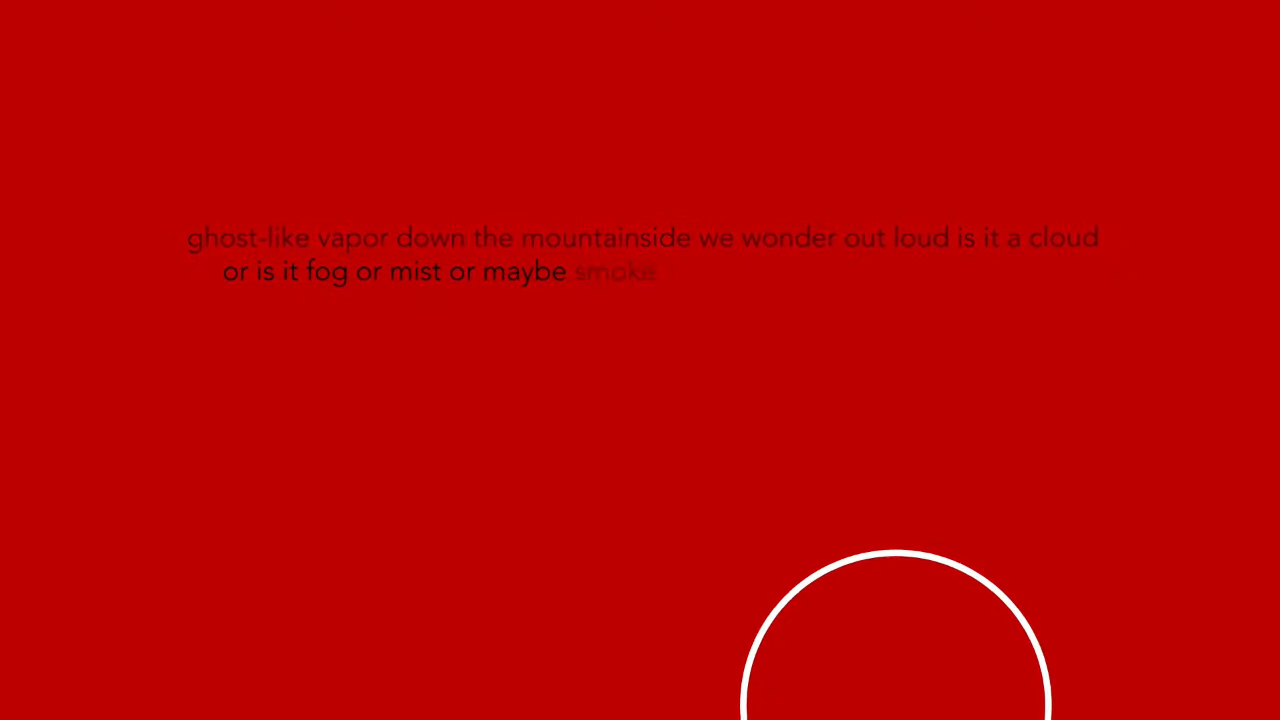 ghost-like vapor down the mountainside we wonder out loud is it a cloud
or is it fog or mist or maybe smoke